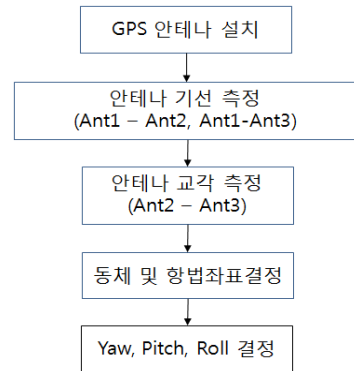 GPS 안테나 설치
안테나 기선 측정
(Ant1 – Ant2, Ant1-Ant3)
안테나 교각 측정
(Ant2 – Ant3)
동체 및 항법좌표결정
Yaw, Pitch, Roll 결정